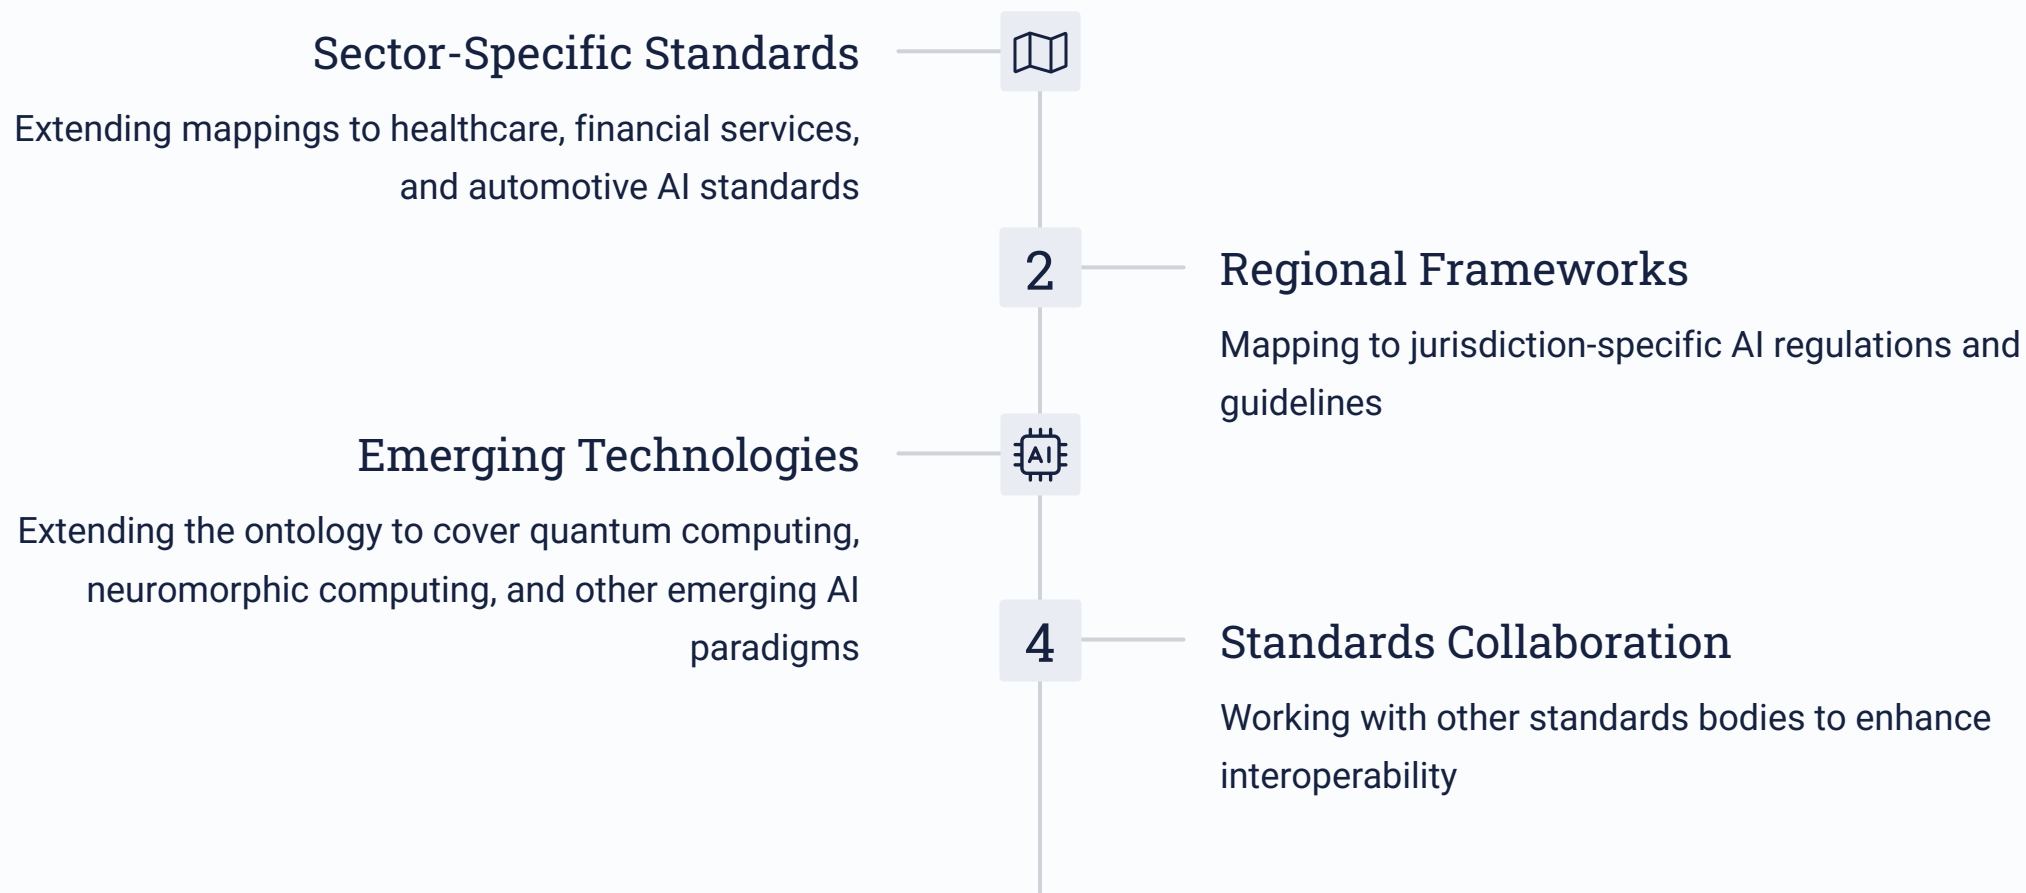 Sector-Specific Standards
Extending mappings to healthcare, financial services,
and automotive AI standards
2
Regional Frameworks
Mapping to jurisdiction-specific AI regulations and
guidelines
Emerging Technologies
AI
Extending the ontology to cover quantum computing,
neuromorphic computing, and other emerging AI
paradigms
4
Standards Collaboration
Working with other standards bodies to enhance
interoperability